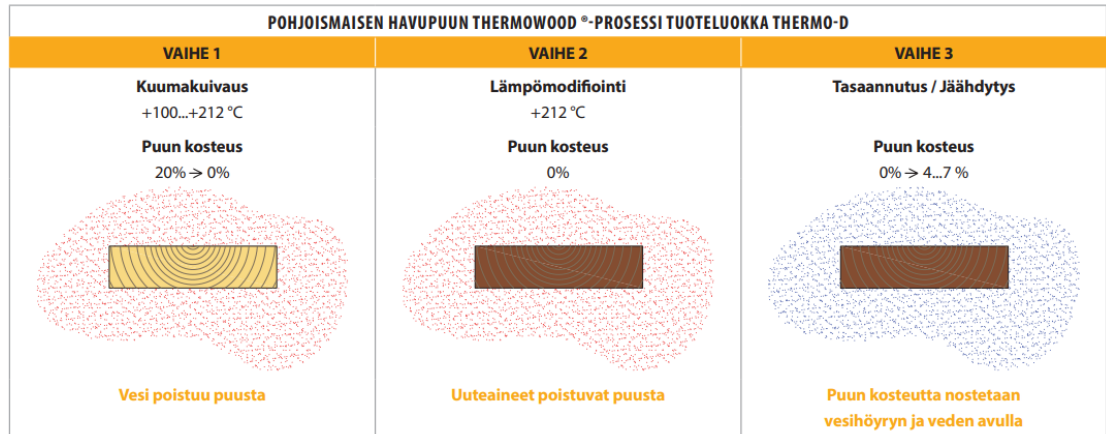 POHJOISMAISEN HAVUPUUN THERMOWOOD ®-PROSESSI TUOTELUOKKA THERMO-D
VAIHE 1
Kuumakuivaus
+100...+212 °C
Puun kosteus
20% → 0%
Vesi poistuu puusta
VAIHE 2
Lämpömodifiointi
+212 °C
Puun kosteus
0%
Uuteaineet poistuvat puusta
VAIHE 3
Tasaannutus / Jäähdytys
Puun kosteus
0% → 4...7 %
Puun kosteutta nostetaan
vesihöyryn ja veden avulla